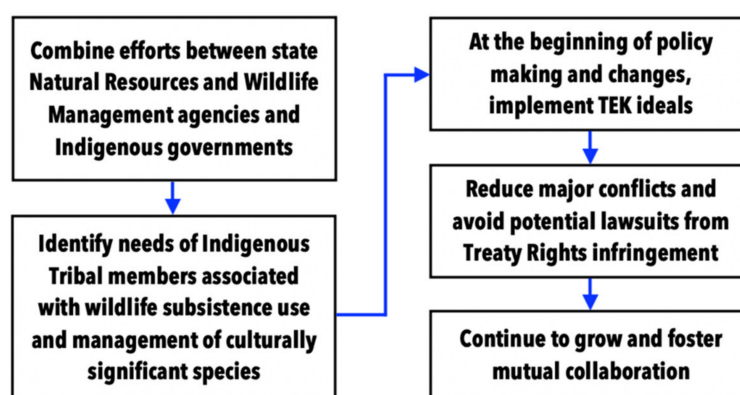 Combine efforts between state
Natural Resources and Wildlife
Management agencies and
Indigenous governments
Identify needs of Indigenous
Tribal members associated
with wildlife subsistence use
and management of culturally
significant species
At the beginning of policy
making and changes,
implement TEK ideals
Reduce major conflicts and
avoid potential lawsuits from
Treaty Rights infringement
Continue to grow and foster
mutual collaboration